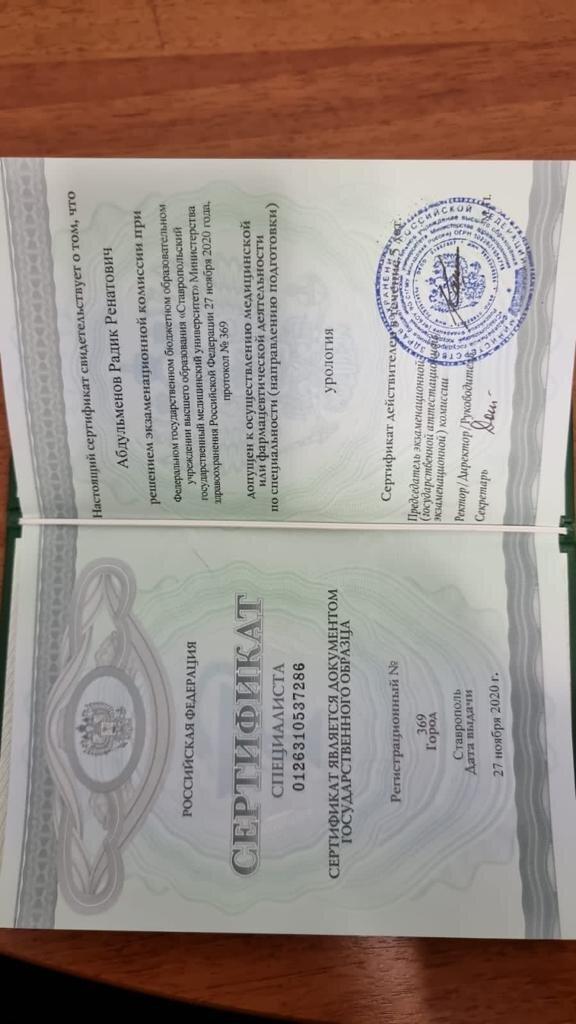 РОССИЙСКАЯ ФЕДЕРАЦИЯ
СЕРТИФИКАТ
СПЕЦИАЛИСТА
0126310537286
СЕРТИФИКАТ ЯВЛЯЕТСЯ ДОКУМЕНТОМ
ГОСУДАРСТВЕННОГО ОБРАЗЦА
Регистрационный №
369
Город
Ставрополь
Дата выдачи
27 ноября 2020 г.
Настоящий сертификат свидетельствует о том, что
Абдульменов Радик Ренатович
решением экзаменационной комиссии при
Федеральном государственном бюджетном образовательном
учреждении высшего образования «Ставропольский
государственный медицинский университет» Министерства
здравоохранения Российской Федерации 27 ноября 2020 года,
протокол № 369
допущен к осуществлению медицинской
или фармацевтической деятельности
по специальности (направлению подготовки)
урология
Сертификат действителен в течение 5 лет.
Председатель экзаменационной
(государственной аттестационной,
экзаменационной) комиссии
Ректор/Директор/Руководитель
Секретарь